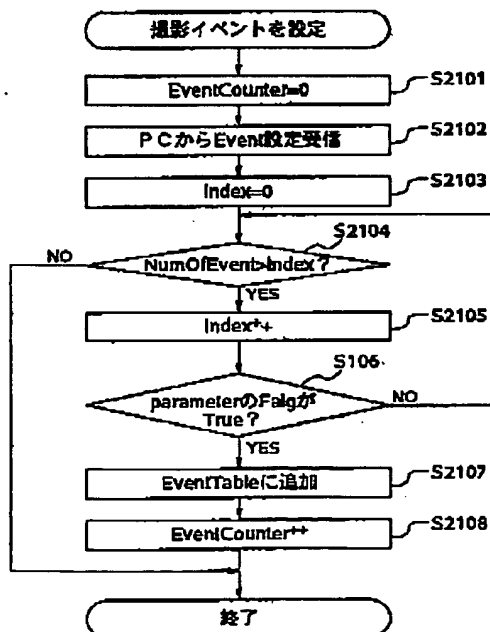 撮影イベントを設定
EventCounter=0
S2101
PCからEvent設定受信
S2102
Index=0
S2103
S2104
NO
NumOfEvent>Index?
YES
Index++
S2105
S106
parameterのFalgが
True?
NO
YES
EventTableに追加
S2107
EventCounter++
S2108
終了